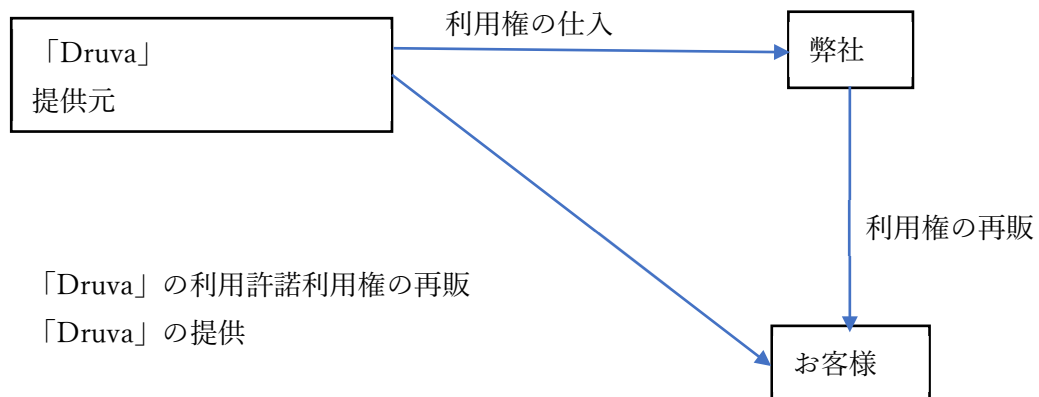 「Druva」
提供元
利用権の仕入
弊社
利用権の再販
「Druva」の利用許諾利用権の再販
「Druva」の提供
お客様